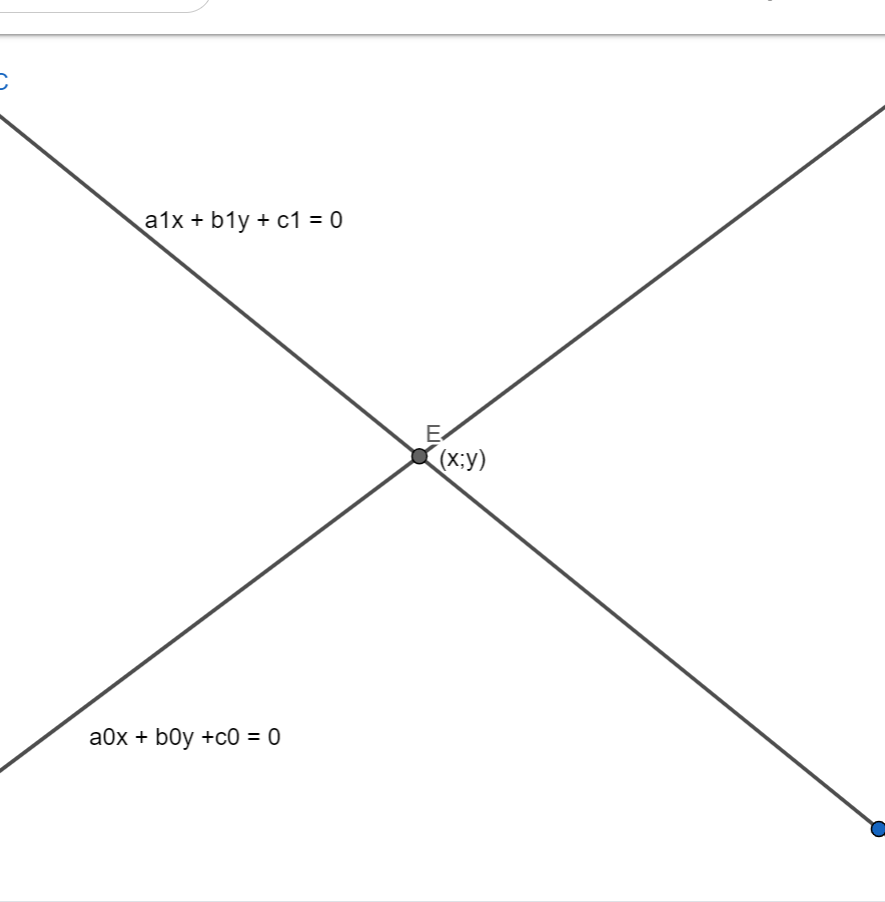 C
a1x + b1y + c1 = 0
E
(x;y)
a0x + b0y +c0 = 0